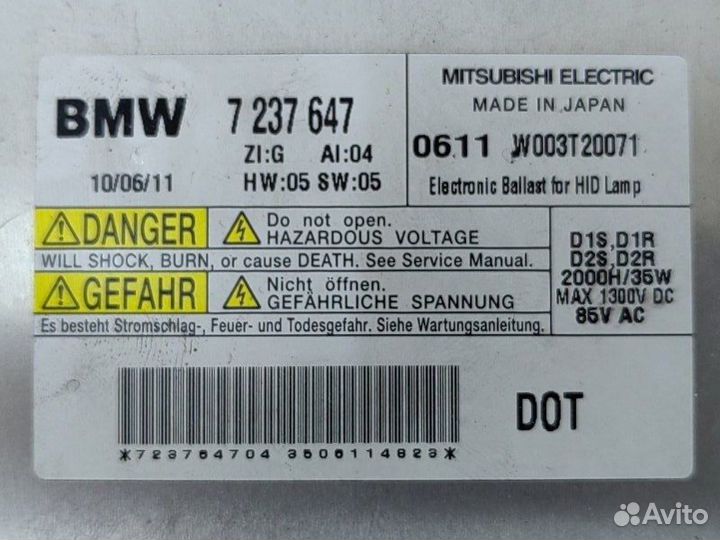 BMW 7 237 647
ZI:G AI:04
10/06/11 HW:05 SW:05
MITSUBISHI ELECTRIC
MADE IN JAPAN
0611 W003T20071
Electronic Ballast for HID Lamp
DANGER Do not open.
HAZARDOUS VOLTAGE
WILL SHOCK, BURN, or cause DEATH. See Service Manual.
GEFAHR Nicht öffnen.
GEFÄHRLICHE SPANNUNG
Es besteht Stromschlag-, Feuer- und Todesgefahr. Siehe Wartungsanleitung.
D1S,D1R
D2S,D2R
2000H/35W
MAX 1300V DC
85V AC
*723764704 3506114823*
DOT
Avito